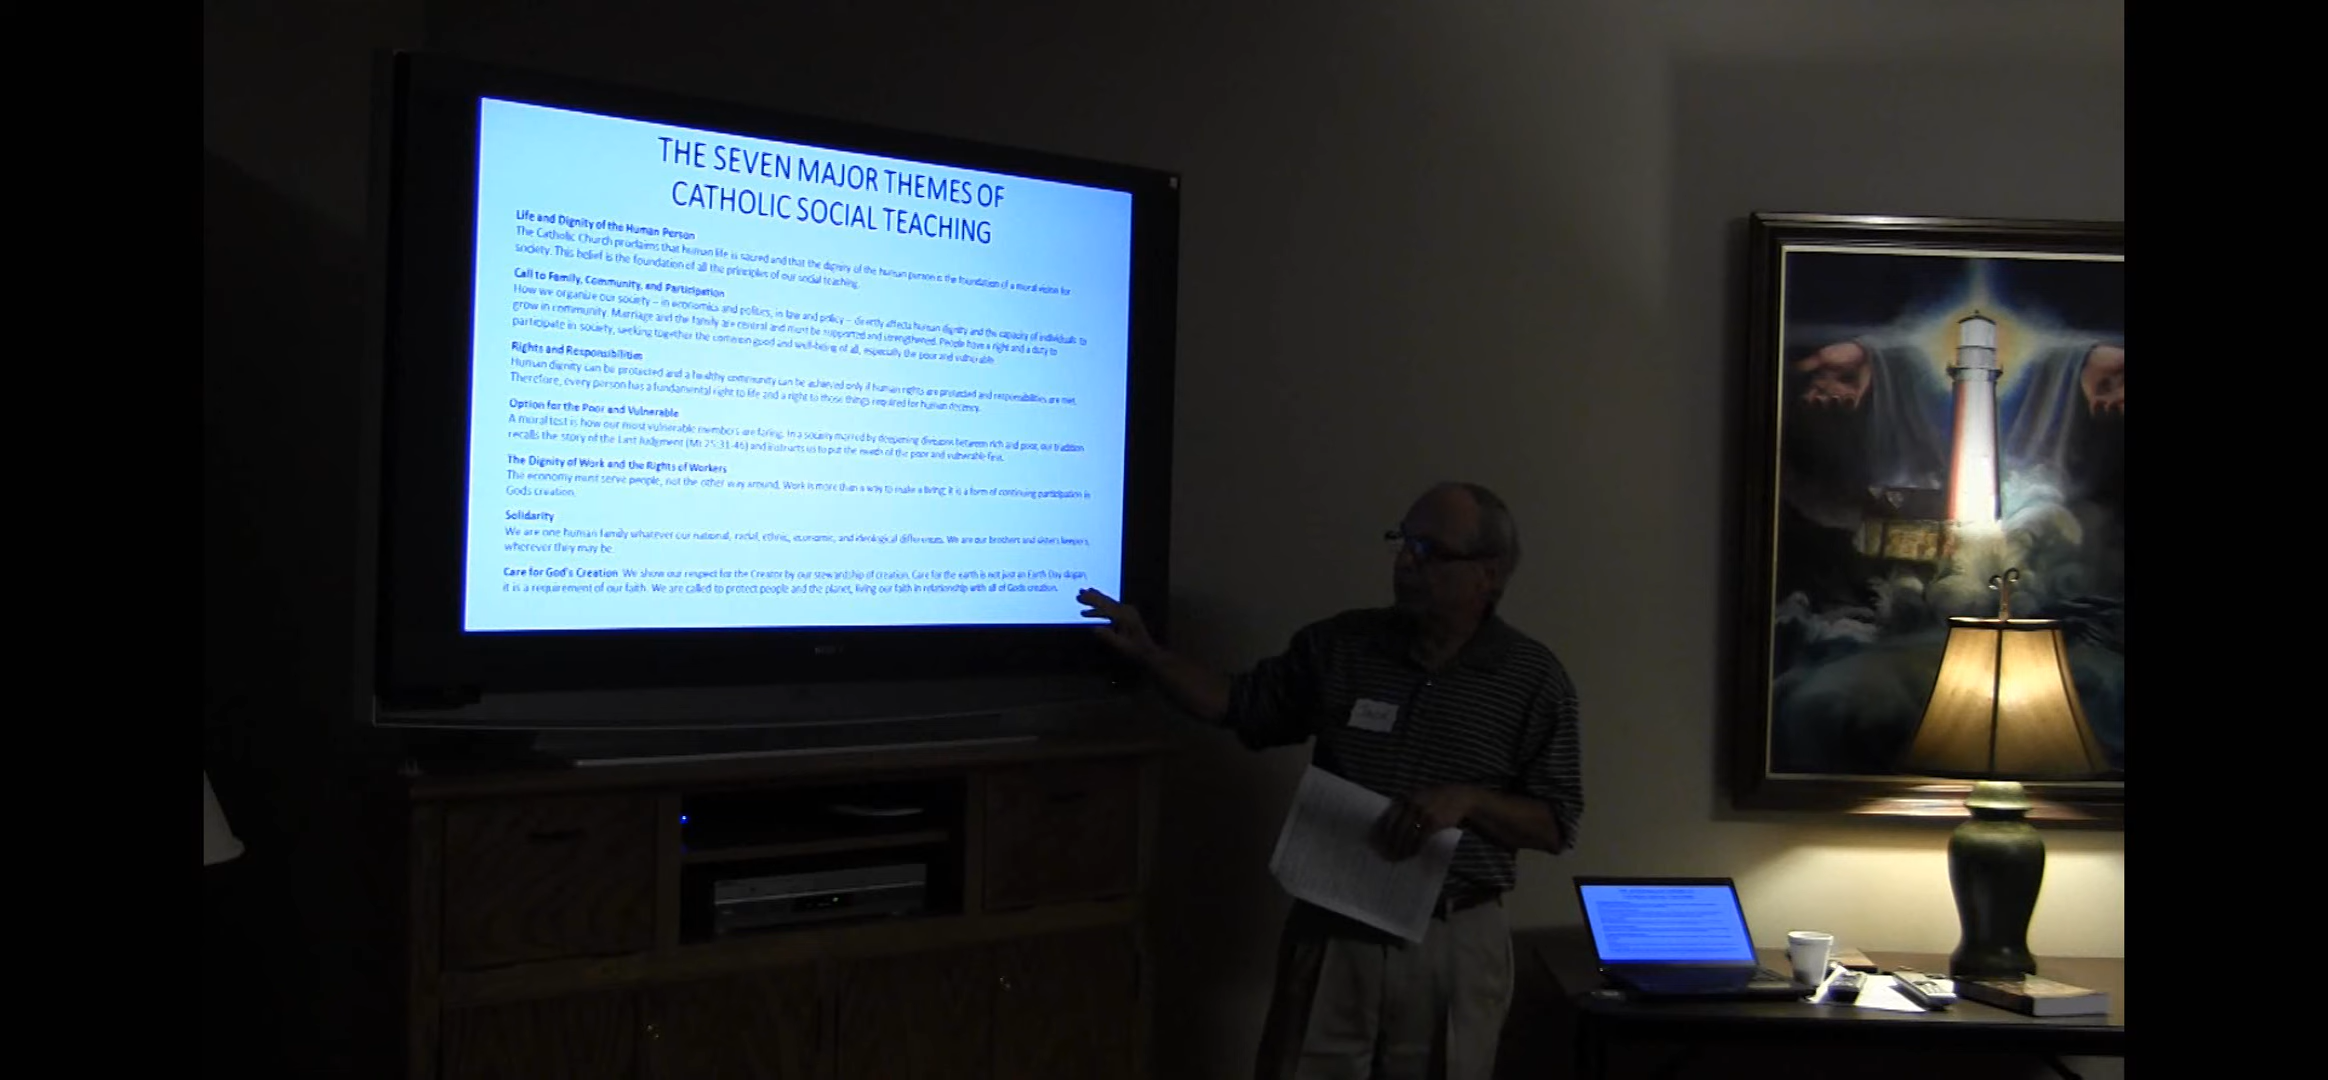 THE SEVEN MAJOR THEMES OF
CATHOLIC SOCIAL TEACHING
Life and Dignity of the Human Person
The Catholic Church proclaims that human life is sacred and that the dignity of the human person is the foundation of a moral vision for
society. This belief is the foundation of all the principles of our social teaching.
Call to Family, Community, and Participation
How we organize our society – in economics and politics, in law and policy – directly affects human dignity and the capacity of individuals to
grow in community. Marriage and the family are central and must be supported and strengthened. People have a right and a duty to
participate in society, seeking together the common good and well-being of all, especially the poor and vulnerable.
Rights and Responsibilities
Human dignity can be protected and a healthy community can be achieved only if human rights are protected and responsibilities are met.
Therefore, every person has a fundamental right to life and a right to those things required for human decency.
Option for the Poor and Vulnerable
A moral test is how our most vulnerable members are faring. In a society marred by deepening divisions between rich and poor, our tradition
recalls the story of the Last Judgment (Mt 25:31-46) and instructs us to put the needs of the poor and vulnerable first.
The Dignity of Work and the Rights of Workers
The economy must serve people, not the other way around. Work is more than a way to make a living; it is a form of continuing participation in
Gods creation.
Solidarity
We are one human family whatever our national, racial, ethnic, economic, and ideological differences. We are our brothers and sisters keepers,
wherever they may be.
Care for God's Creation We show our respect for the Creator by our stewardship of creation. Care for the earth is not just an Earth Day slogan,
it is a requirement of our faith. We are called to protect people and the planet, living our faith in relationship with all of Gods creation.
SONY